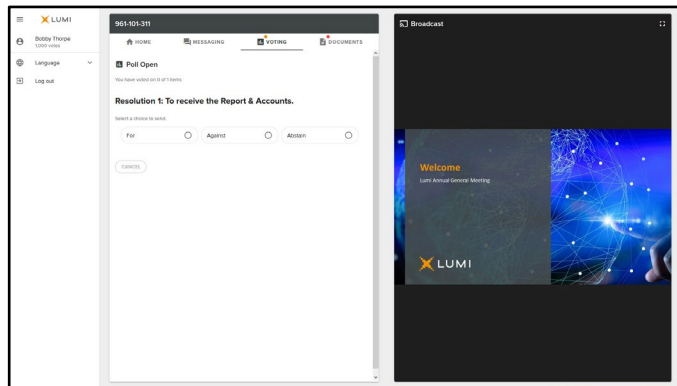 LUMI
Bobby Thorpe
1,000 votes
Language
Log out
961-101-311
HOME
MESSAGING
VOTING
DOCUMENTS
Poll Open
You have voted on 0 of 1 items
Resolution 1: To receive the Report & Accounts.
Select a choice to send.
For
Against
Abstain
CANCEL
Broadcast
Welcome
Lumi Annual General Meeting
LUMI